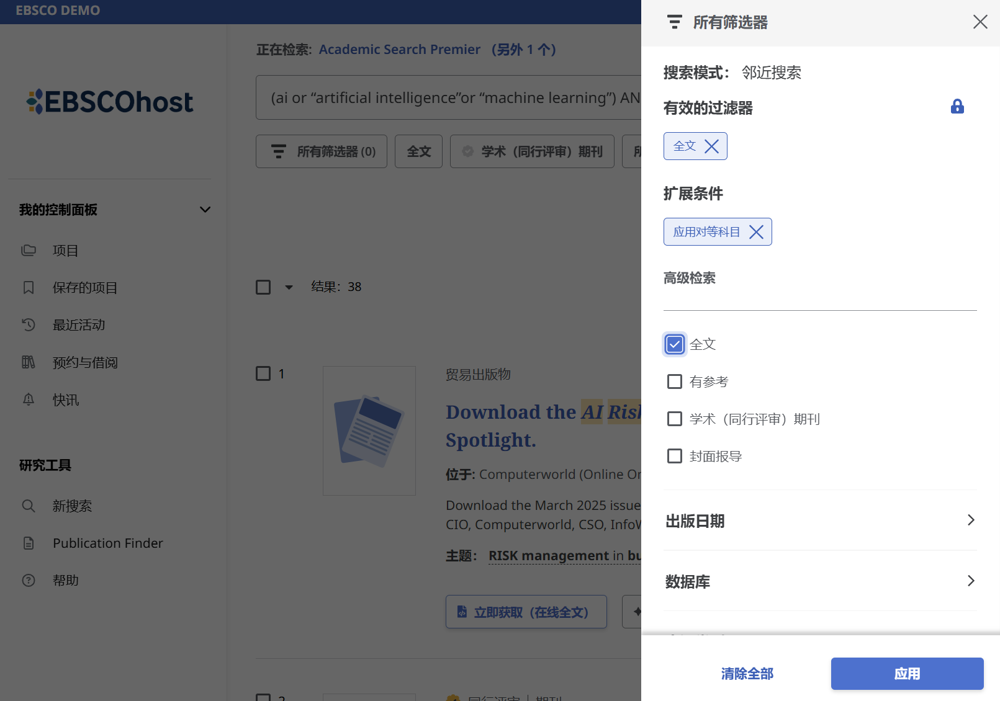 EBSCO DEMO
EBSCOhost
我的控制面板
项目
保存的项目
最近活动
预约与借阅
快讯
研究工具
新搜索
Publication Finder
帮助
正在检索: Academic Search Premier （另外 1 个）
(ai or “artificial intelligence”or “machine learning”) AN
所有筛选器 (0)
全文
学术（同行评审）期刊
结果：38
1
贸易出版物
Download the AI Risk
Spotlight.
位于: Computerworld (Online Or
Download the March 2025 issue
CIO, Computerworld, CSO, InfoW
主题： RISK management in bu
立即获取（在线全文）
2
同行评审 | 期刊
所有筛选器
搜索模式： 邻近搜索
有效的过滤器
全文
扩展条件
应用对等科目
高级检索
全文
有参考
学术（同行评审）期刊
封面报导
出版日期
数据库
清除全部
应用